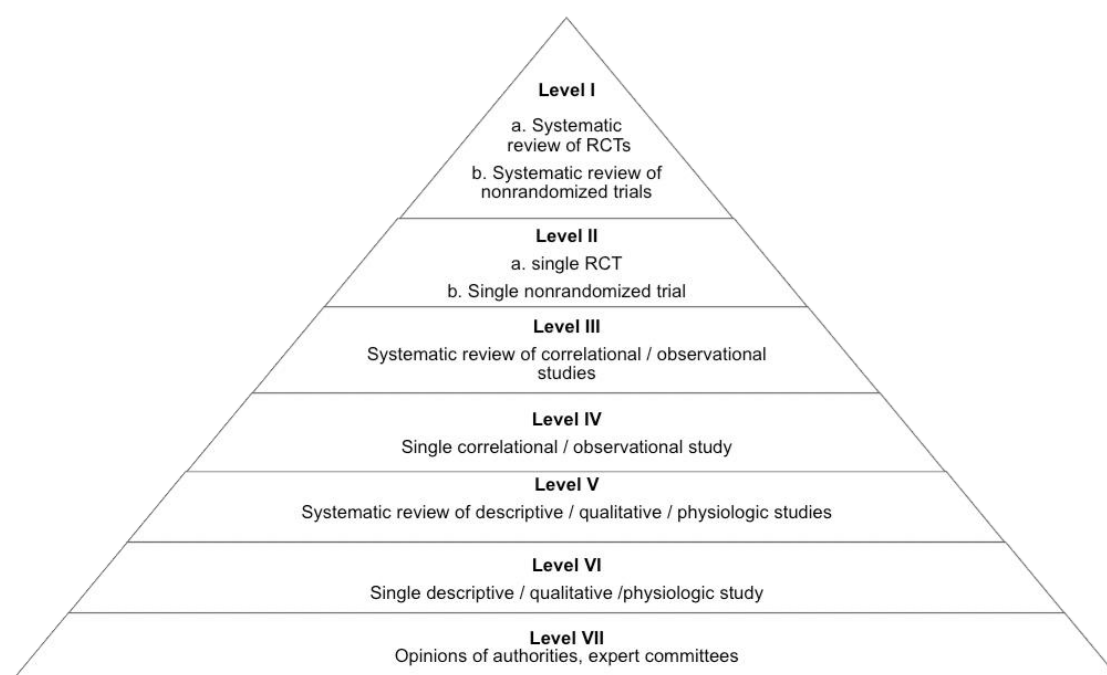 Level I
a. Systematic
review of RCTs
b. Systematic review of
nonrandomized trials
Level II
a. single RCT
b. Single nonrandomized trial
Level III
Systematic review of correlational / observational
studies
Level IV
Single correlational / observational study
Level V
Systematic review of descriptive / qualitative / physiologic studies
Level VI
Single descriptive / qualitative /physiologic study
Level VII
Opinions of authorities, expert committees